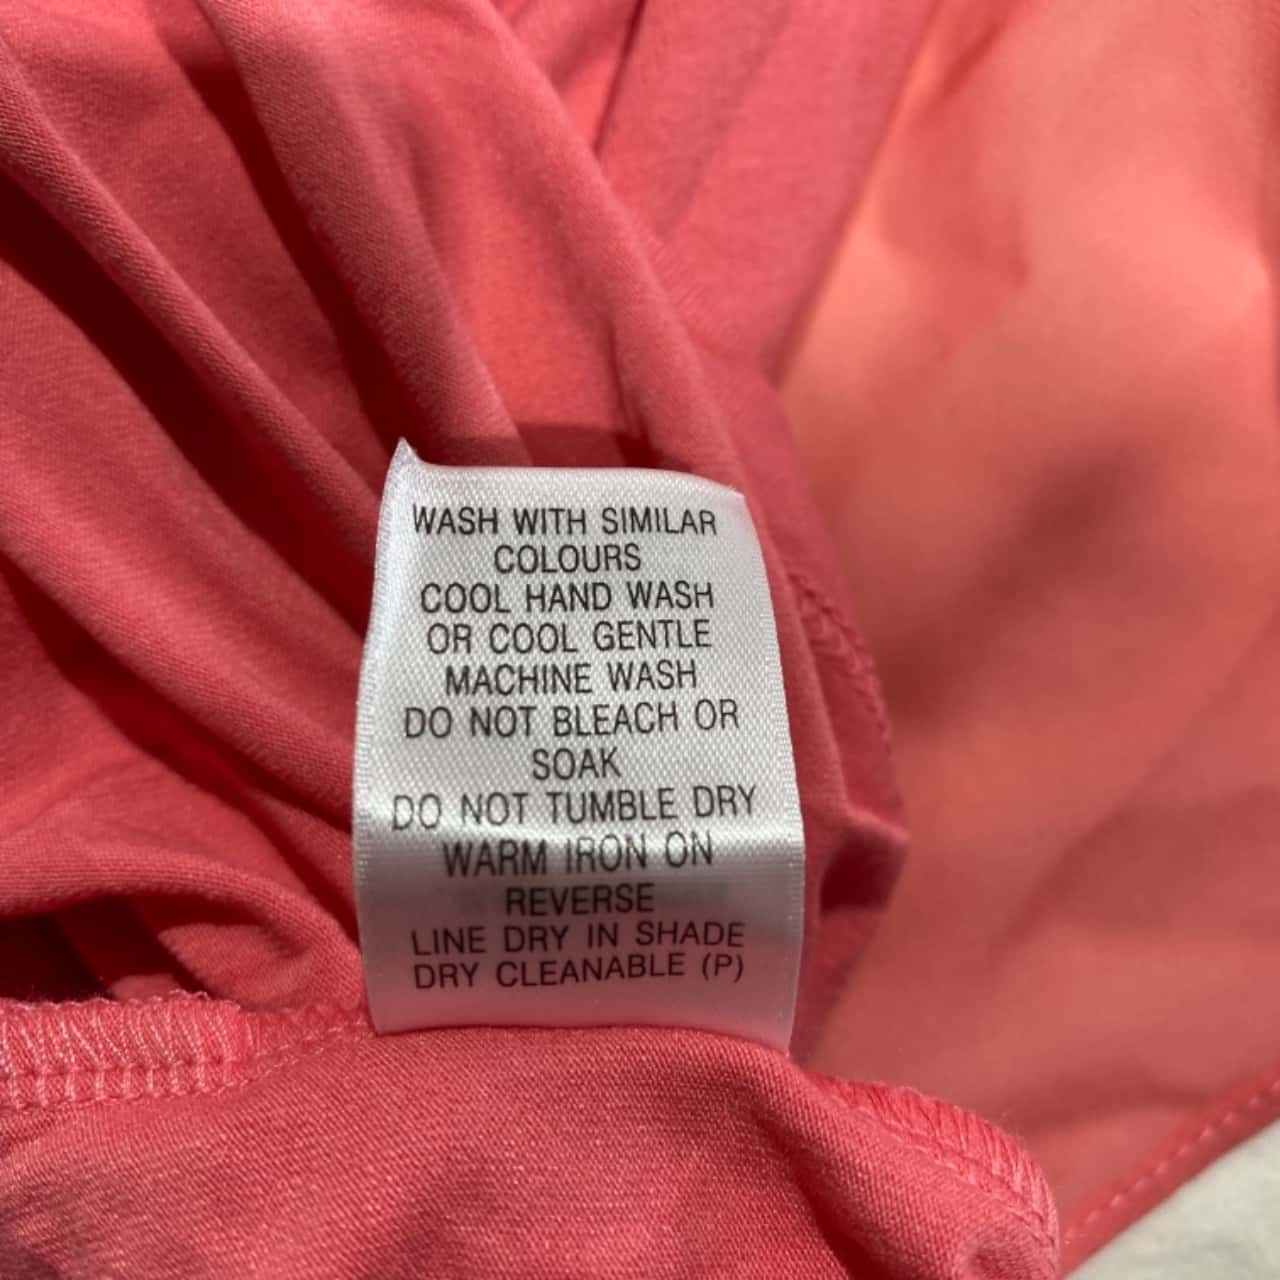 WASH WITH SIMILAR
COLOURS
COOL HAND WASH
OR COOL GENTLE
MACHINE WASH
DO NOT BLEACH OR
SOAK
DO NOT TUMBLE DRY
WARM IRON ON
REVERSE
LINE DRY IN SHADE
DRY CLEANABLE (P)